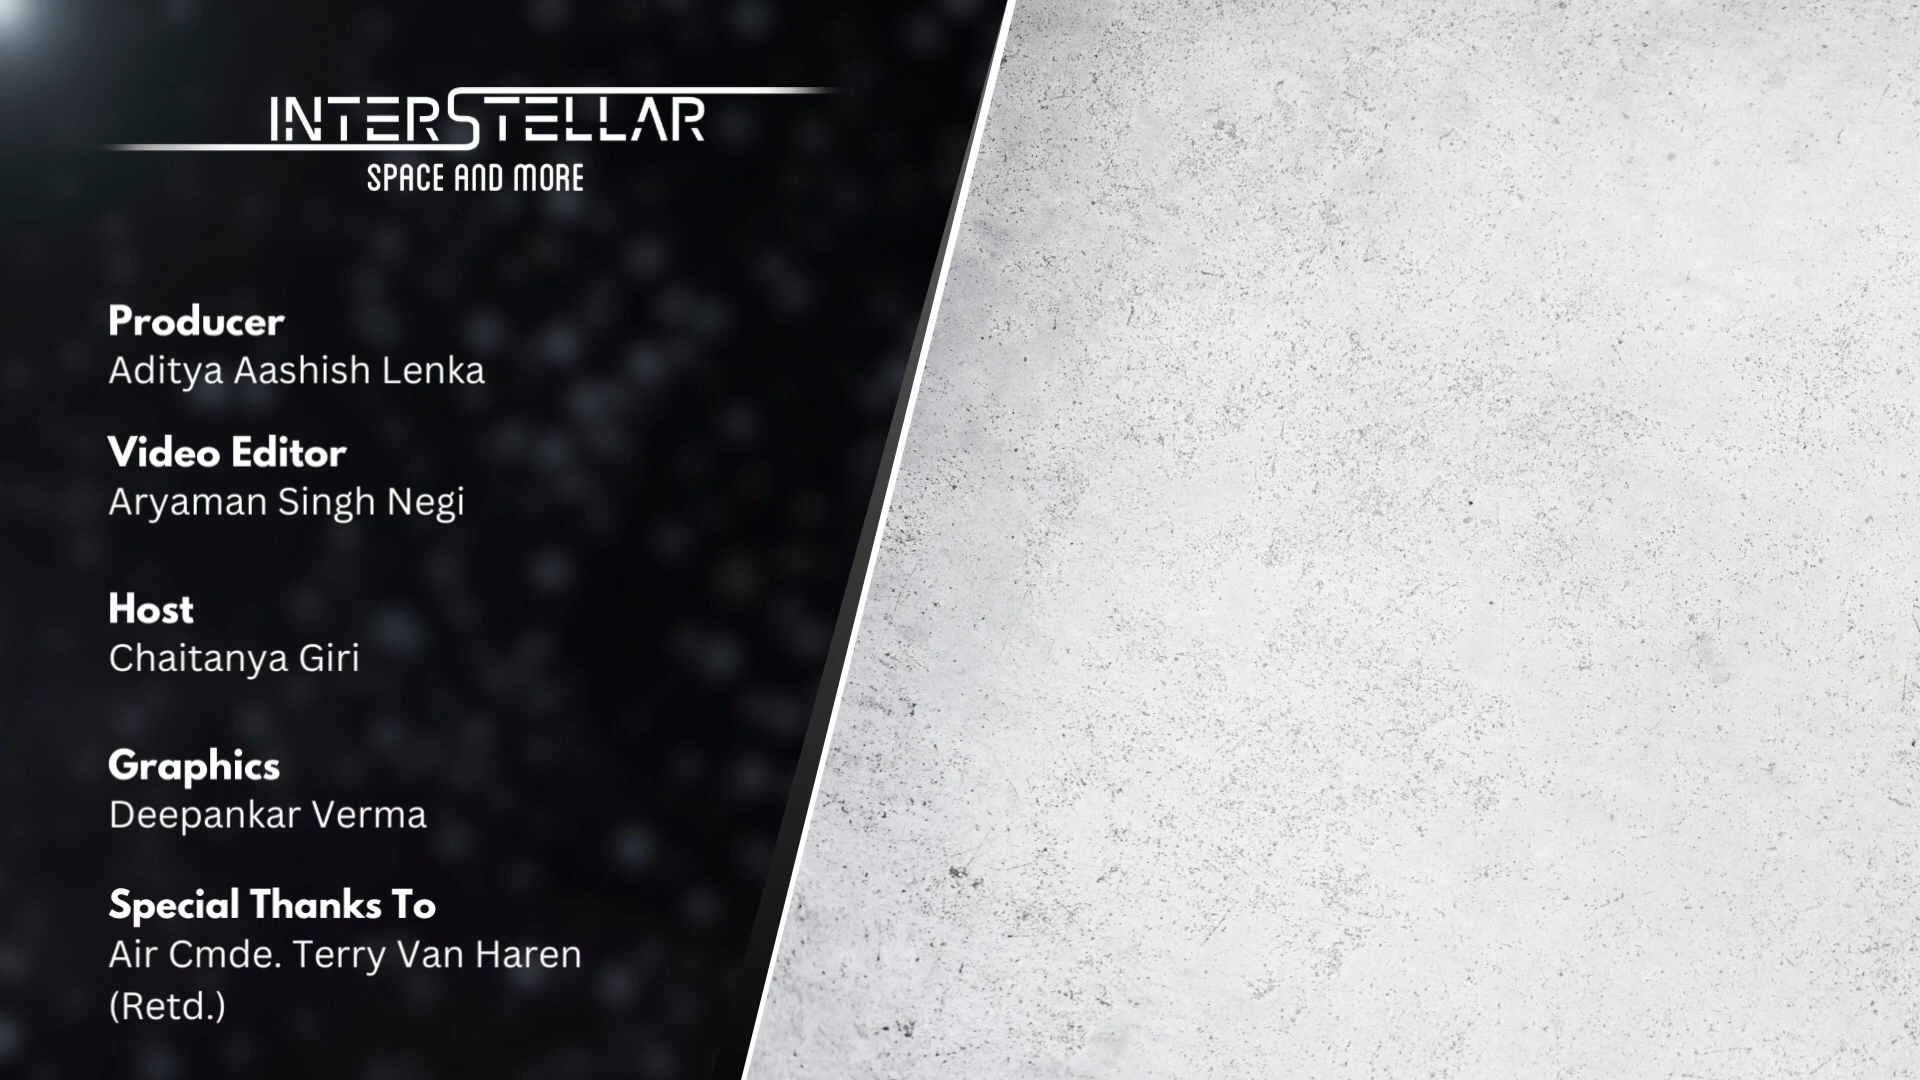 INTERSTELLAR
SPACE AND MORE
Producer
Aditya Aashish Lenka
Video Editor
Aryaman Singh Negi
Host
Chaitanya Giri
Graphics
Deepankar Verma
Special Thanks To
Air Cmde. Terry Van Haren
(Retd.)